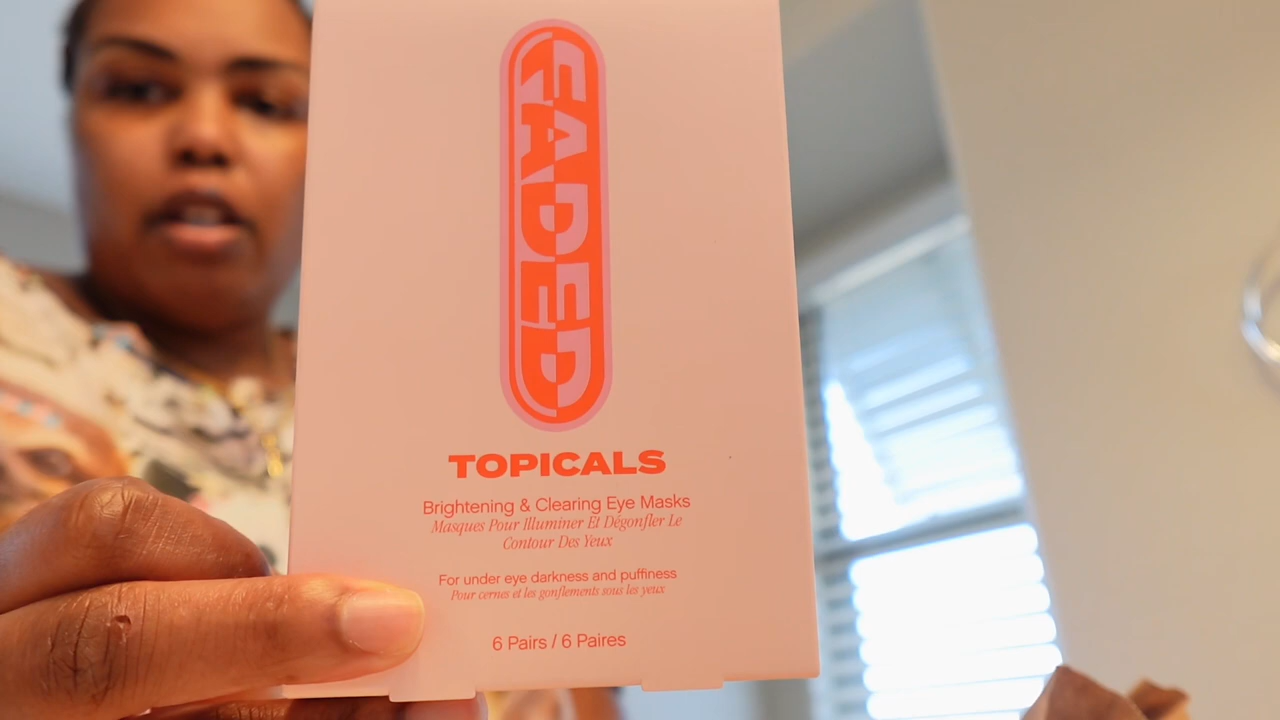 FADED
TOPICALS
Brightening & Clearing Eye Masks
Masques Pour Illuminer Et Dégonfler Le
Contour Des Yeux
For under eye darkness and puffiness
Pour cernes et les gonflements sous les yeux
6 Pairs / 6 Paires